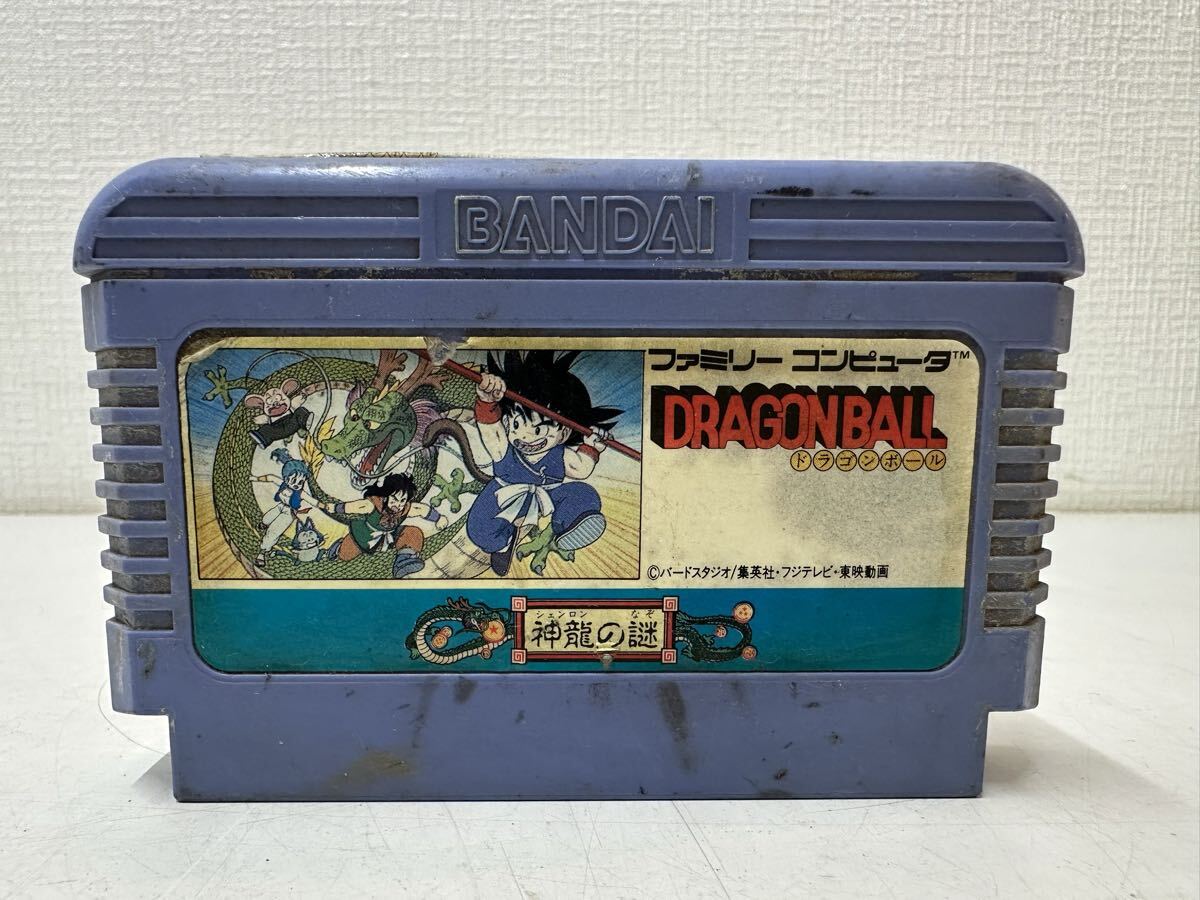 BANDAI
ファミリー コンピュータ™
DRAGONBALL
ドラゴンボール
©バードスタジオ/集英社・フジテレビ・東映動画
シェンロン なぞ
神龍の謎